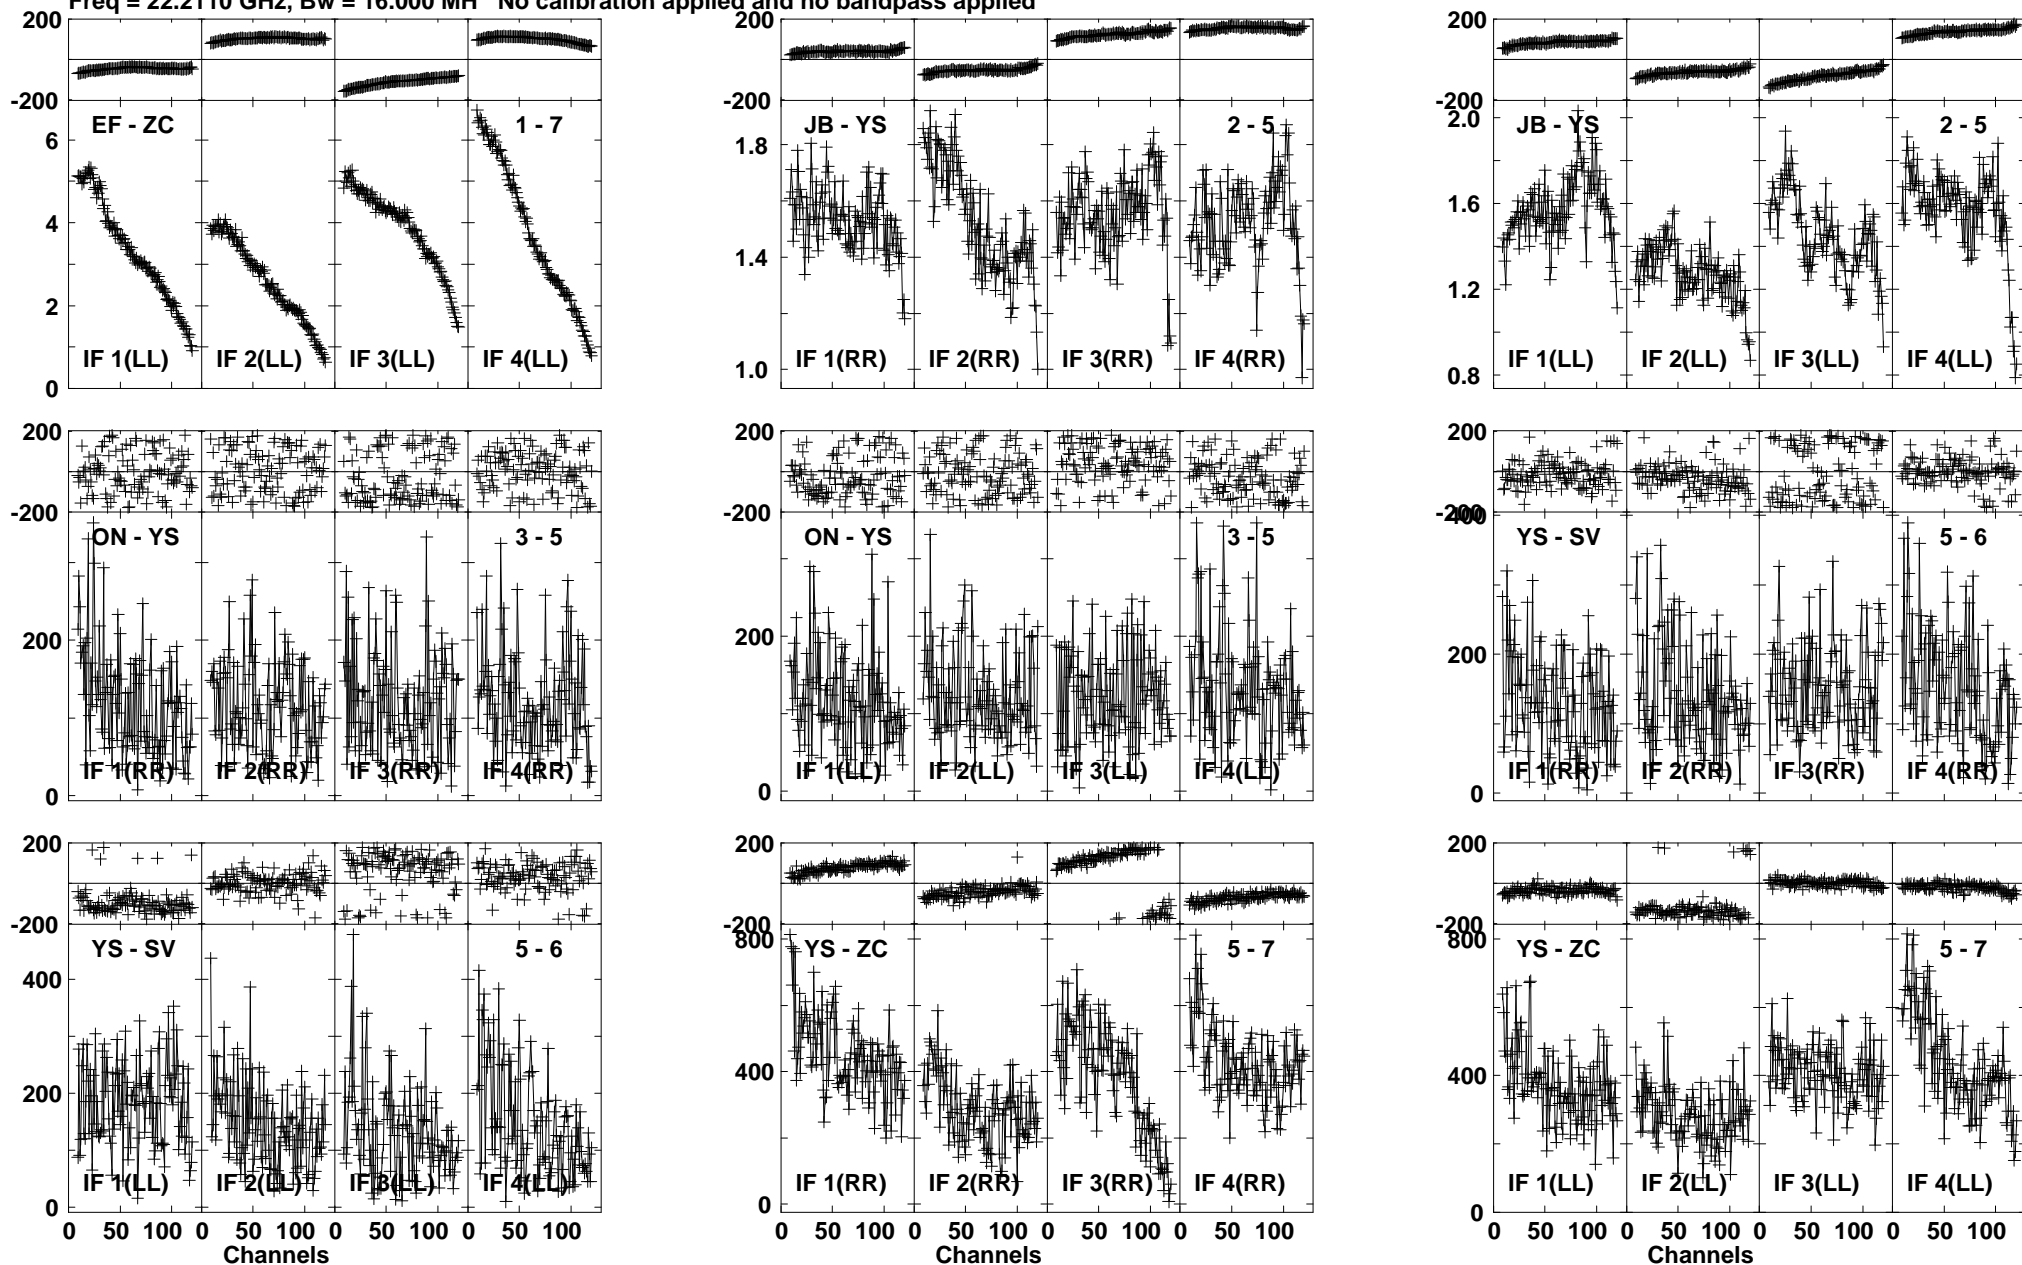 Freq = 22.2110 GHz, Bw = 16.000 MH No calibration applied and no bandpass applied
200
-200
EF - ZC
1 - 7
6
4
2
0
IF 1(LL)
IF 2(LL)
IF 3(LL)
IF 4(LL)
0 50 100
0 50 100
0 50 100
0 50 100
200
-200
JB - YS
2 - 5
1.8
1.4
1.0
IF 1(RR)
IF 2(RR)
IF 3(RR)
IF 4(RR)
0 50 100
0 50 100
0 50 100
0 50 100
200
-200
JB - YS
2 - 5
2.0
1.6
1.2
0.8
IF 1(LL)
IF 2(LL)
IF 3(LL)
IF 4(LL)
0 50 100
0 50 100
0 50 100
0 50 100
200
-200
ON - YS
3 - 5
200
0
IF 1(RR)
IF 2(RR)
IF 3(RR)
IF 4(RR)
200
-200
ON - YS
3 - 5
200
0
IF 1(LL)
IF 2(LL)
IF 3(LL)
IF 4(LL)
200
-200
400
YS - SV
5 - 6
200
0
IF 1(RR)
IF 2(RR)
IF 3(RR)
IF 4(RR)
200
-200
YS - SV
5 - 6
400
200
0
IF 1(LL)
IF 2(LL)
IF 3(LL)
IF 4(LL)
200
-200
800
YS - ZC
5 - 7
400
0
IF 1(RR)
IF 2(RR)
IF 3(RR)
IF 4(RR)
200
-200
800
YS - ZC
5 - 7
400
0
IF 1(LL)
IF 2(LL)
IF 3(LL)
IF 4(LL)
Channels
Channels